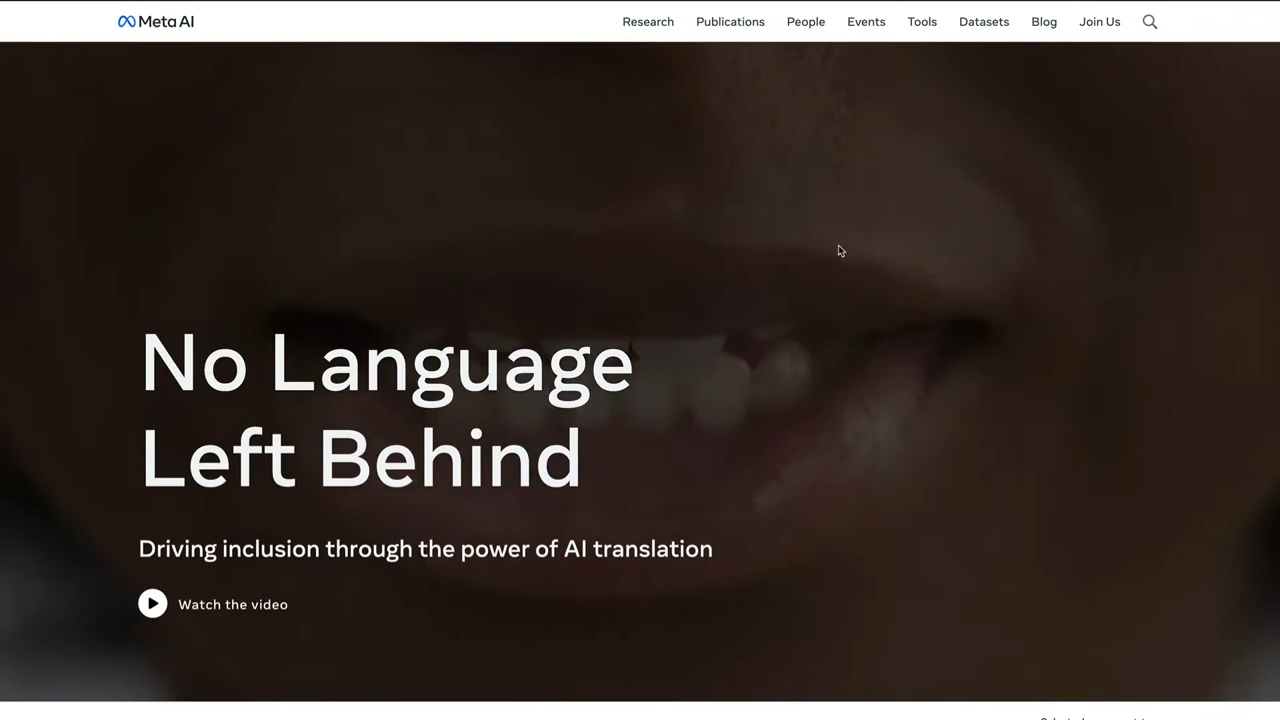 Meta AI
Research Publications People Events Tools Datasets Blog Join Us
No Language
Left Behind
Driving inclusion through the power of AI translation
Watch the video